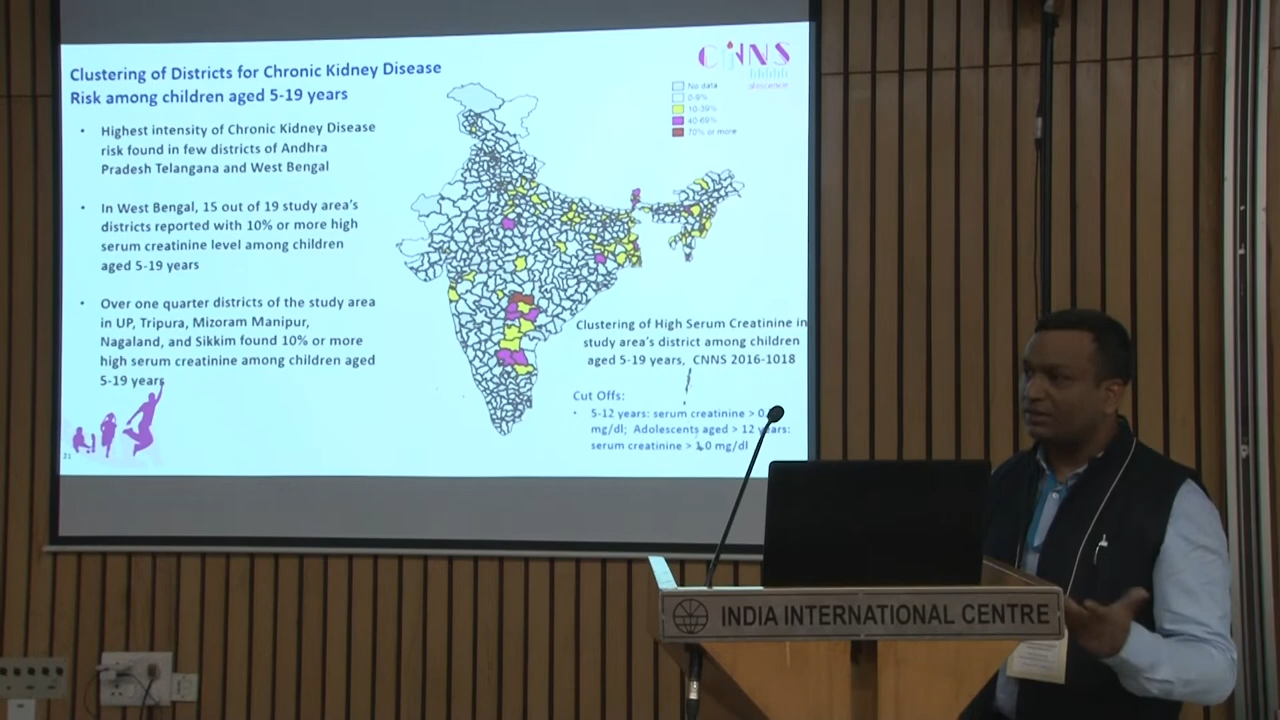 Clustering of Districts for Chronic Kidney Disease
Risk among children aged 5-19 years
• Highest intensity of Chronic Kidney Disease
risk found in few districts of Andhra
Pradesh Telangana and West Bengal
• In West Bengal, 15 out of 19 study area's
districts reported with 10% or more high
serum creatinine level among children
aged 5-19 years
• Over one quarter districts of the study area
in UP, Tripura, Mizoram Manipur,
Nagaland, and Sikkim found 10% or more
high serum creatinine among children aged
5-19 years
21
CNNS
No data
0-9%
10-39%
40-69%
70% or more
Clustering of High Serum Creatinine in
study area's district among children
aged 5-19 years, CNNS 2016-1018
Cut Offs:
• 5-12 years: serum creatinine > 0.
mg/dl; Adolescents aged > 12 years:
serum creatinine > 1.0 mg/dl
INDIA INTERNATIONAL CENTRE